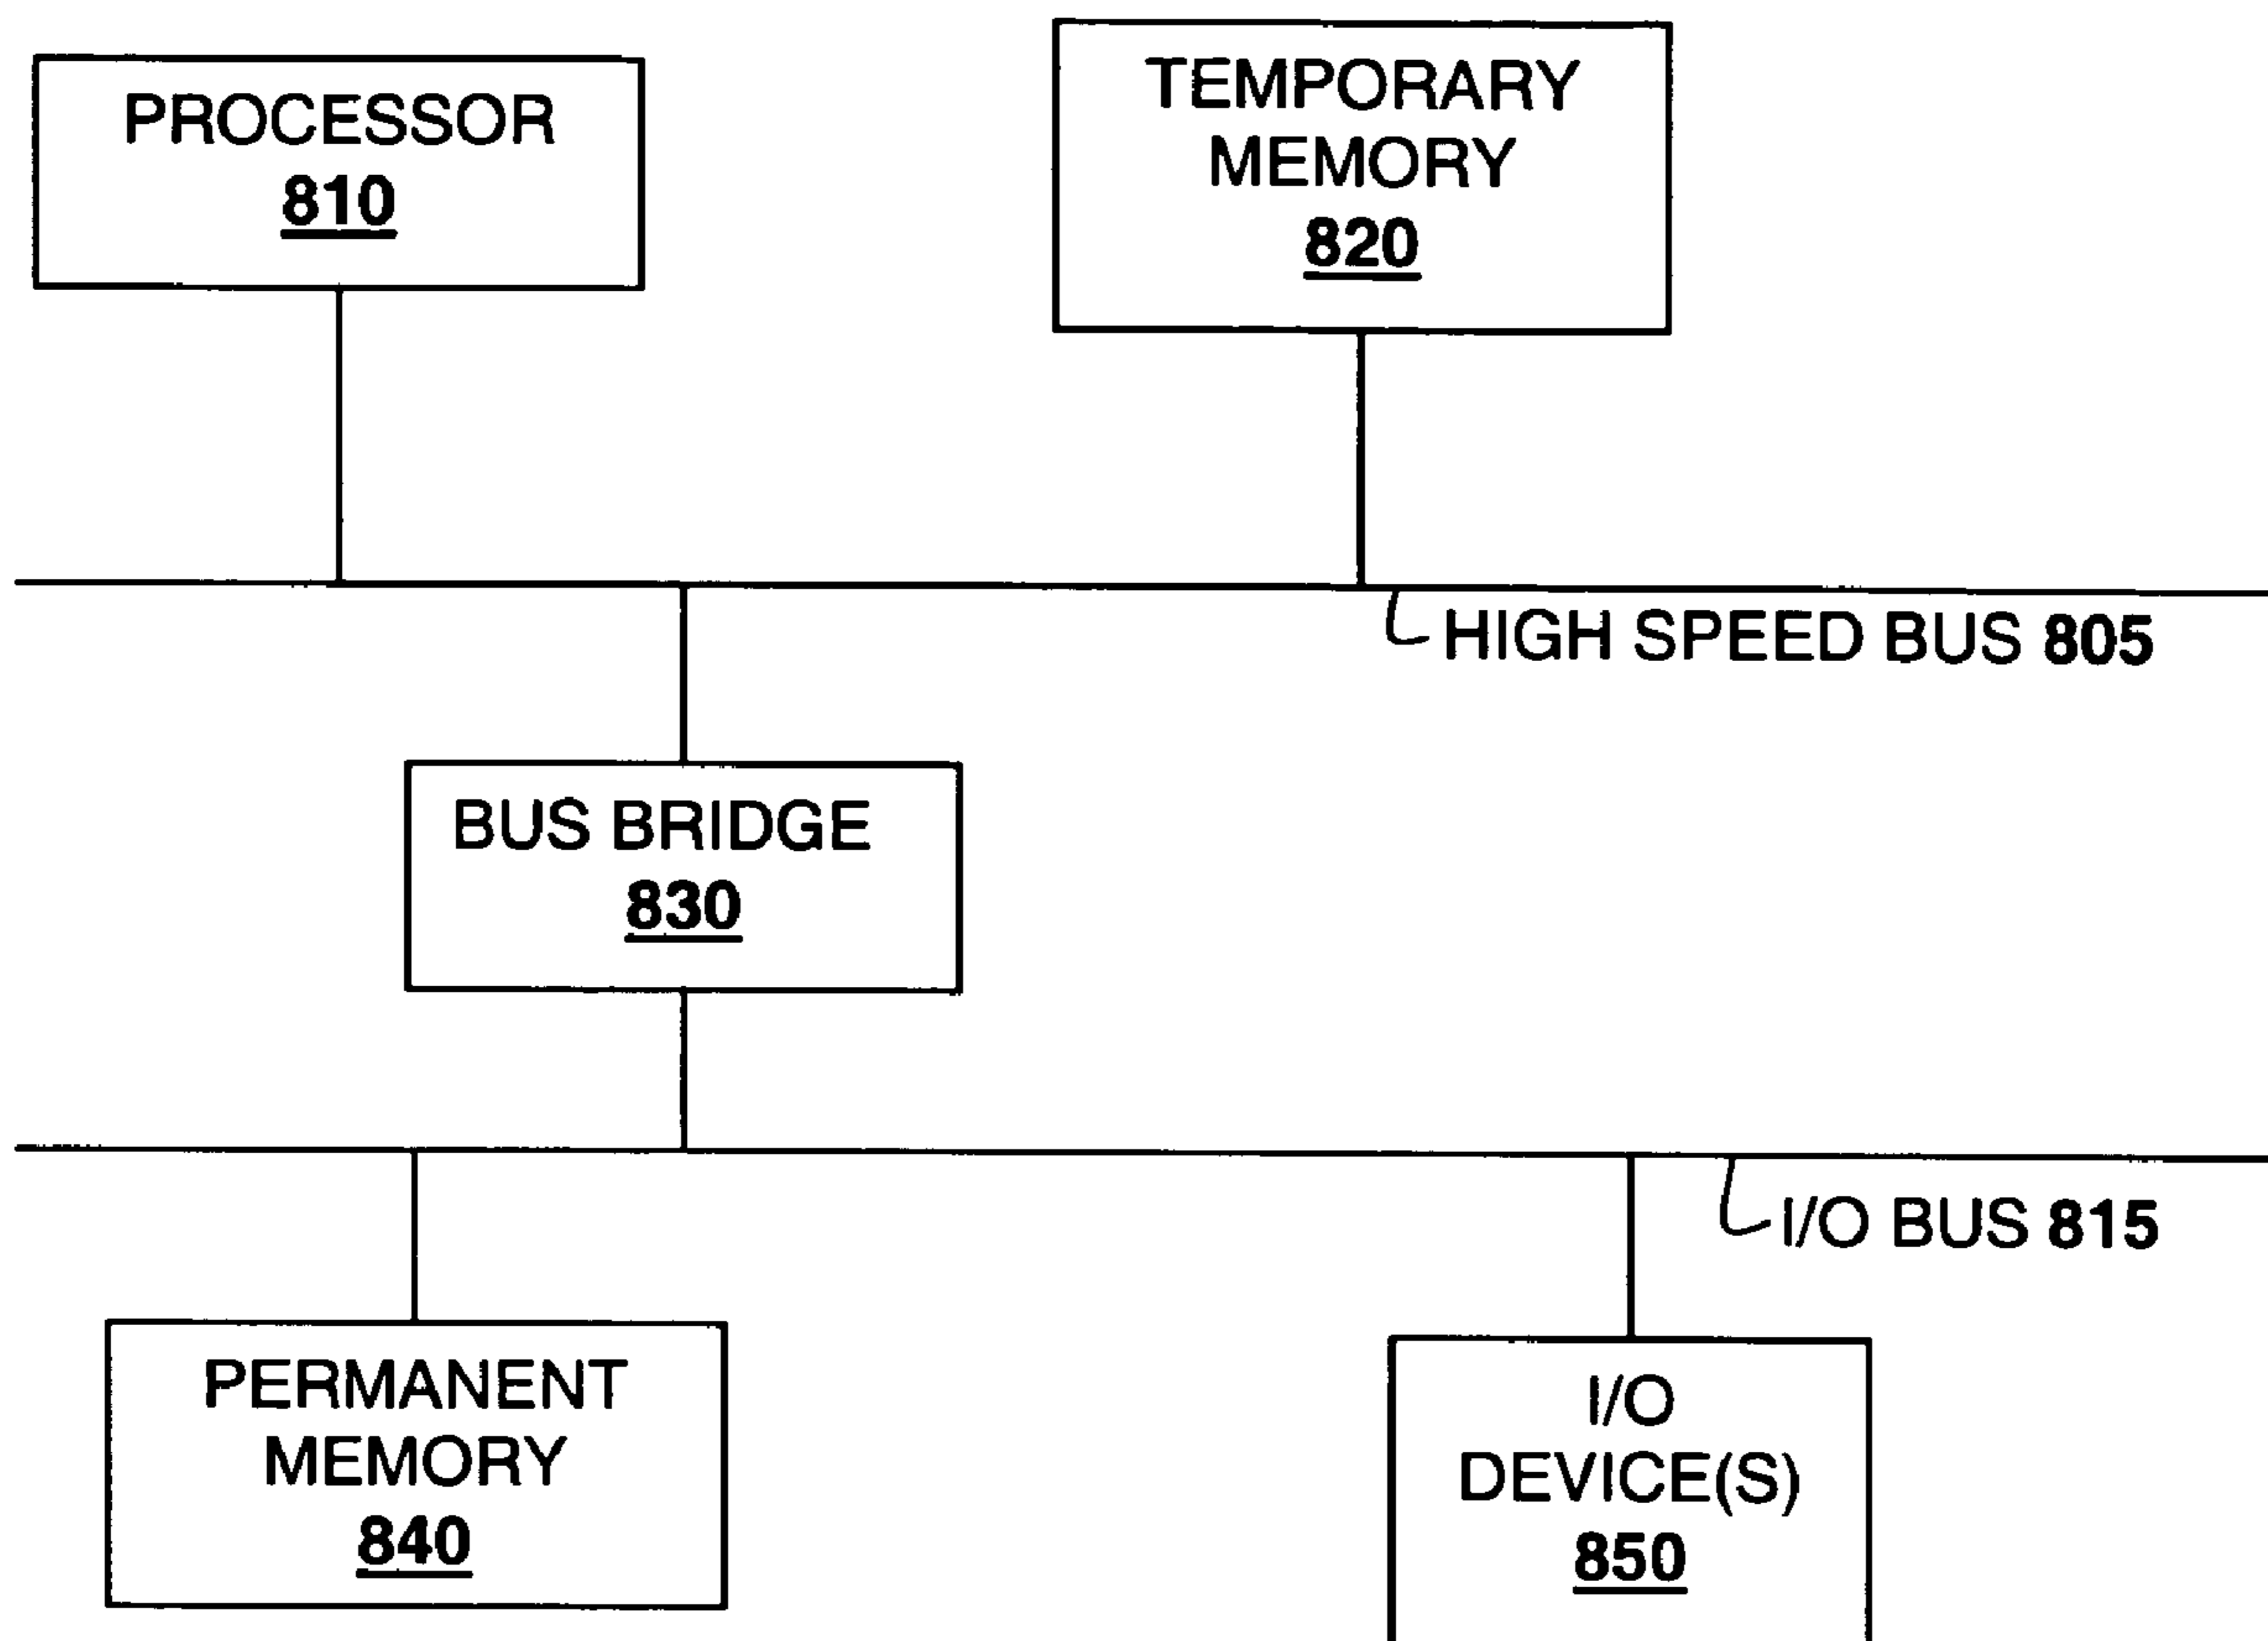 PROCESSOR
810
TEMPORARY
MEMORY
820
HIGH SPEED BUS 805
BUS BRIDGE
830
I/O BUS 815
PERMANENT
MEMORY
840
I/O
DEVICE(S)
850